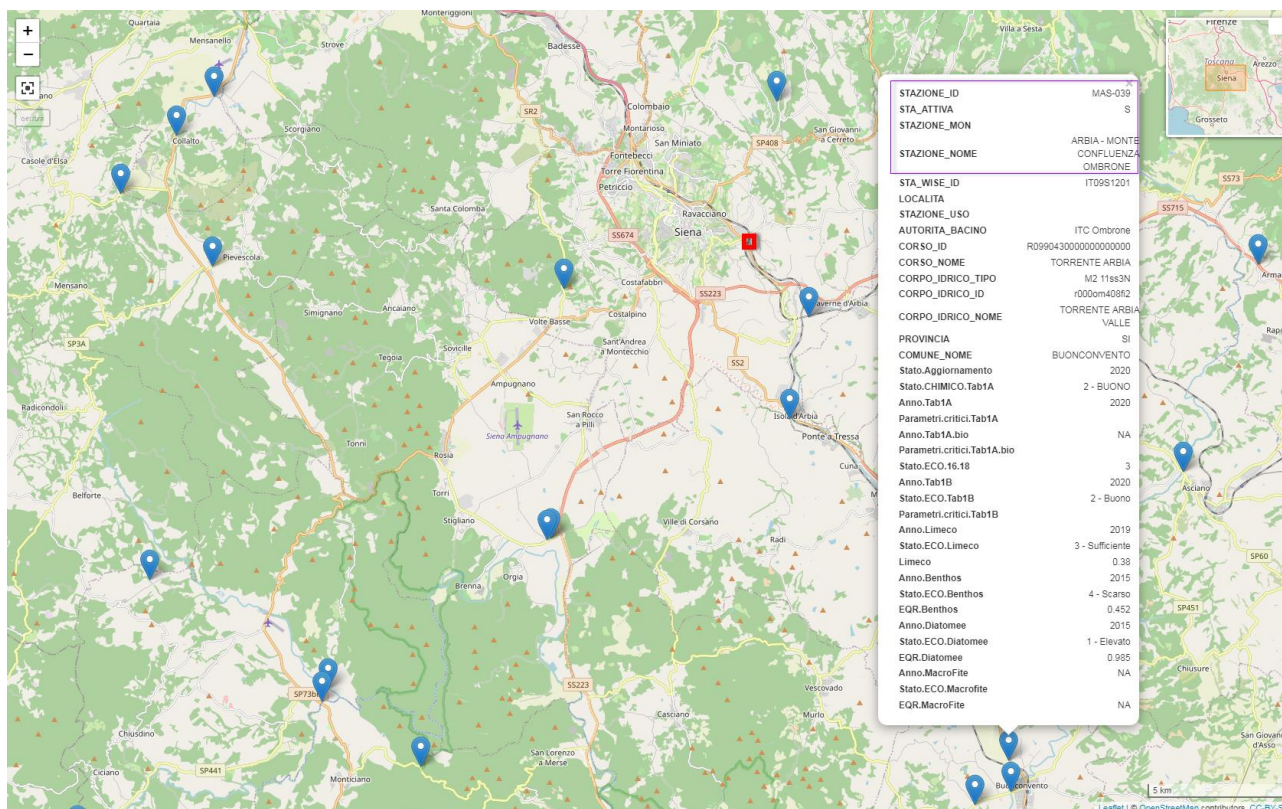 Quartaia
Monteriggioni
Mensanello
Strove
Badesse
Villa a Sesta
Firenze
Toscana
Arezzo
Siena
Grosseto
+
−
SR2
Colombaio
Montarioso
San Miniato
Fontebecci
Torre Fiorentina
Petriccio
SP408
San Giovanni
a Cerreto
Collalto
Scorgiano
Casole d'Elsa
Santa Colomba
Ravacciano
Siena
SS674
SS73
SS715
Pievescola
Mensano
Ancaiano
Simignano
Costafabbri
SS223
Volte Basse
Costalpino
Taverne d'Arbia
SP3A
Tegoia
Sovicille
Sant'Andrea
a Montecchio
SS2
Ampugnano
Radicondoli
San Rocco
a Pilli
Siena Ampugnano
Isola d'Arbia
Ponte a Tressa
Tonni
Rosia
Cuna
Belforte
Torri
Asciano
Stigliano
Ville di Corsano
Radi
Orgia
Brenna
SP60
SP451
Chiusure
SP73bis
SS223
Vescovado
Chiusdino
Casciano
Murlo
San Lorenzo
a Merse
SP441
Ciciano
Monticiano
San Giovanni
d'Asso
Buonconvento
5 km
STAZIONE_ID MAS-039
STA_ATTIVA S
STAZIONE_MON
STAZIONE_NOME ARBIA - MONTE
CONFLUENZA
OMBRONE
STA_WISE_ID IT09S1201
LOCALITA
STAZIONE_USO
AUTORITA_BACINO ITC Ombrone
CORSO_ID R0990430000000000000
CORSO_NOME TORRENTE ARBIA
CORPO_IDRICO_TIPO M2 11ss3N
CORPO_IDRICO_ID r000om408fi2
CORPO_IDRICO_NOME TORRENTE ARBIA
VALLE
PROVINCIA SI
COMUNE_NOME BUONCONVENTO
Stato.Aggiornamento 2020
Stato.CHIMICO.Tab1A 2 - BUONO
Anno.Tab1A 2020
Parametri.critici.Tab1A
Anno.Tab1A.bio NA
Parametri.critici.Tab1A.bio
Stato.ECO.16.18 3
Anno.Tab1B 2020
Stato.ECO.Tab1B 2 - Buono
Parametri.critici.Tab1B
Anno.Limeco 2019
Stato.ECO.Limeco 3 - Sufficiente
Limeco 0.38
Anno.Benthos 2015
Stato.ECO.Benthos 4 - Scarso
EQR.Benthos 0.452
Anno.Diatomee 2015
Stato.ECO.Diatomee 1 - Elevato
EQR.Diatomee 0.985
Anno.MacroFite NA
Stato.ECO.Macrofite
EQR.MacroFite NA
Leaflet | © OpenStreetMap contributors, CC-BY-S